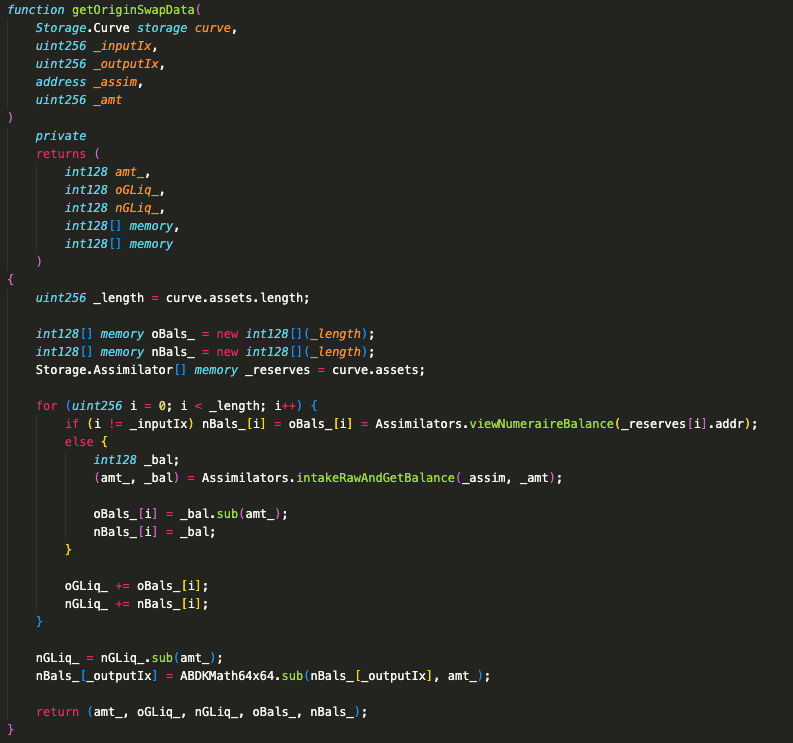 function getOriginSwapData(
    Storage.Curve storage curve,
    uint256 _inputIx,
    uint256 _outputIx,
    address _assim,
    uint256 _amt
)
    private
    returns (
        int128 amt_,
        int128 oGLiq_,
        int128 nGLiq_,
        int128[] memory,
        int128[] memory
    )
{
    uint256 _length = curve.assets.length;

    int128[] memory oBals_ = new int128[](_length);
    int128[] memory nBals_ = new int128[](_length);
    Storage.Assimilator[] memory _reserves = curve.assets;

    for (uint256 i = 0; i < _length; i++) {
        if (i != _inputIx) nBals_[i] = oBals_[i] = Assimilators.viewNumeraireBalance(_reserves[i].addr);
        else {
            int128 _bal;
            (amt_, _bal) = Assimilators.intakeRawAndGetBalance(_assim, _amt);

            oBals_[i] = _bal.sub(amt_);
            nBals_[i] = _bal;
        }

        oGLiq_ += oBals_[i];
        nGLiq_ += nBals_[i];
    }

    nGLiq_ = nGLiq_.sub(amt_);
    nBals_[_outputIx] = ABDKMath64x64.sub(nBals_[_outputIx], amt_);

    return (amt_, oGLiq_, nGLiq_, oBals_, nBals_);
}